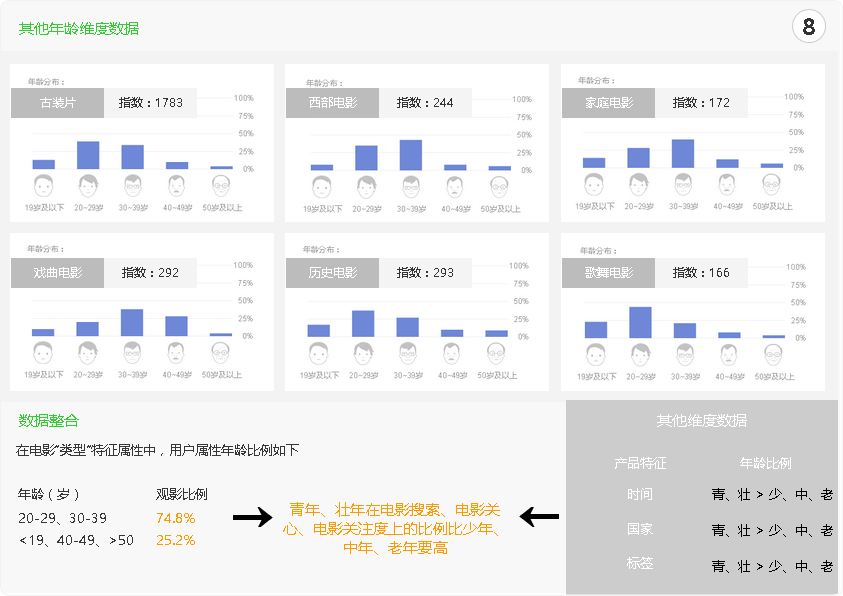 其他年龄维度数据
8
年龄分布：
古装片
指数：1783
100%
75%
50%
25%
0%
19岁及以下 20~29岁 30~39岁 40~49岁 50岁及以上
年龄分布：
西部电影
指数：244
100%
75%
50%
25%
0%
19岁及以下 20~29岁 30~39岁 40~49岁 50岁及以上
年龄分布：
家庭电影
指数：172
100%
75%
50%
25%
0%
19岁及以下 20~29岁 30~39岁 40~49岁 50岁及以上
年龄分布：
戏曲电影
指数：292
100%
75%
50%
25%
0%
19岁及以下 20~29岁 30~39岁 40~49岁 50岁及以上
年龄分布：
历史电影
指数：293
100%
75%
50%
25%
0%
19岁及以下 20~29岁 30~39岁 40~49岁 50岁及以上
年龄分布：
歌舞电影
指数：166
100%
75%
50%
25%
0%
19岁及以下 20~29岁 30~39岁 40~49岁 50岁及以上
数据整合
在电影“类型”特征属性中，用户属性年龄比例如下
年龄（岁） 观影比例
20-29、30-39 74.8%
<19、40-49、>50 25.2%
青年、壮年在电影搜索、电影关
心、电影关注度上的比例比少年、
中年、老年要高
其他维度数据
产品特征 年龄比例
时间 青、壮 > 少、中、老
国家 青、壮 > 少、中、老
标签 青、壮 > 少、中、老